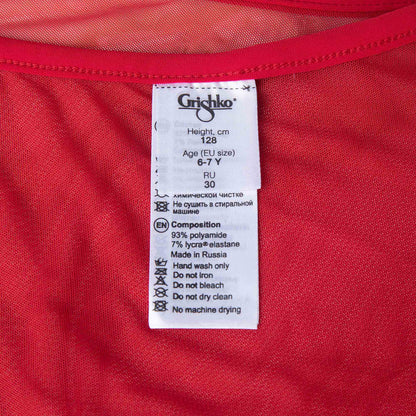 Grishko®
Height, cm
128
Age (EU size)
6-7 Y
RU
30
химической чистке
Не сушить в стиральной
машине
EN Composition
93% polyamide
7% lycra® elastane
Made in Russia
Hand wash only
Do not iron
Do not bleach
Do not dry clean
No machine drying